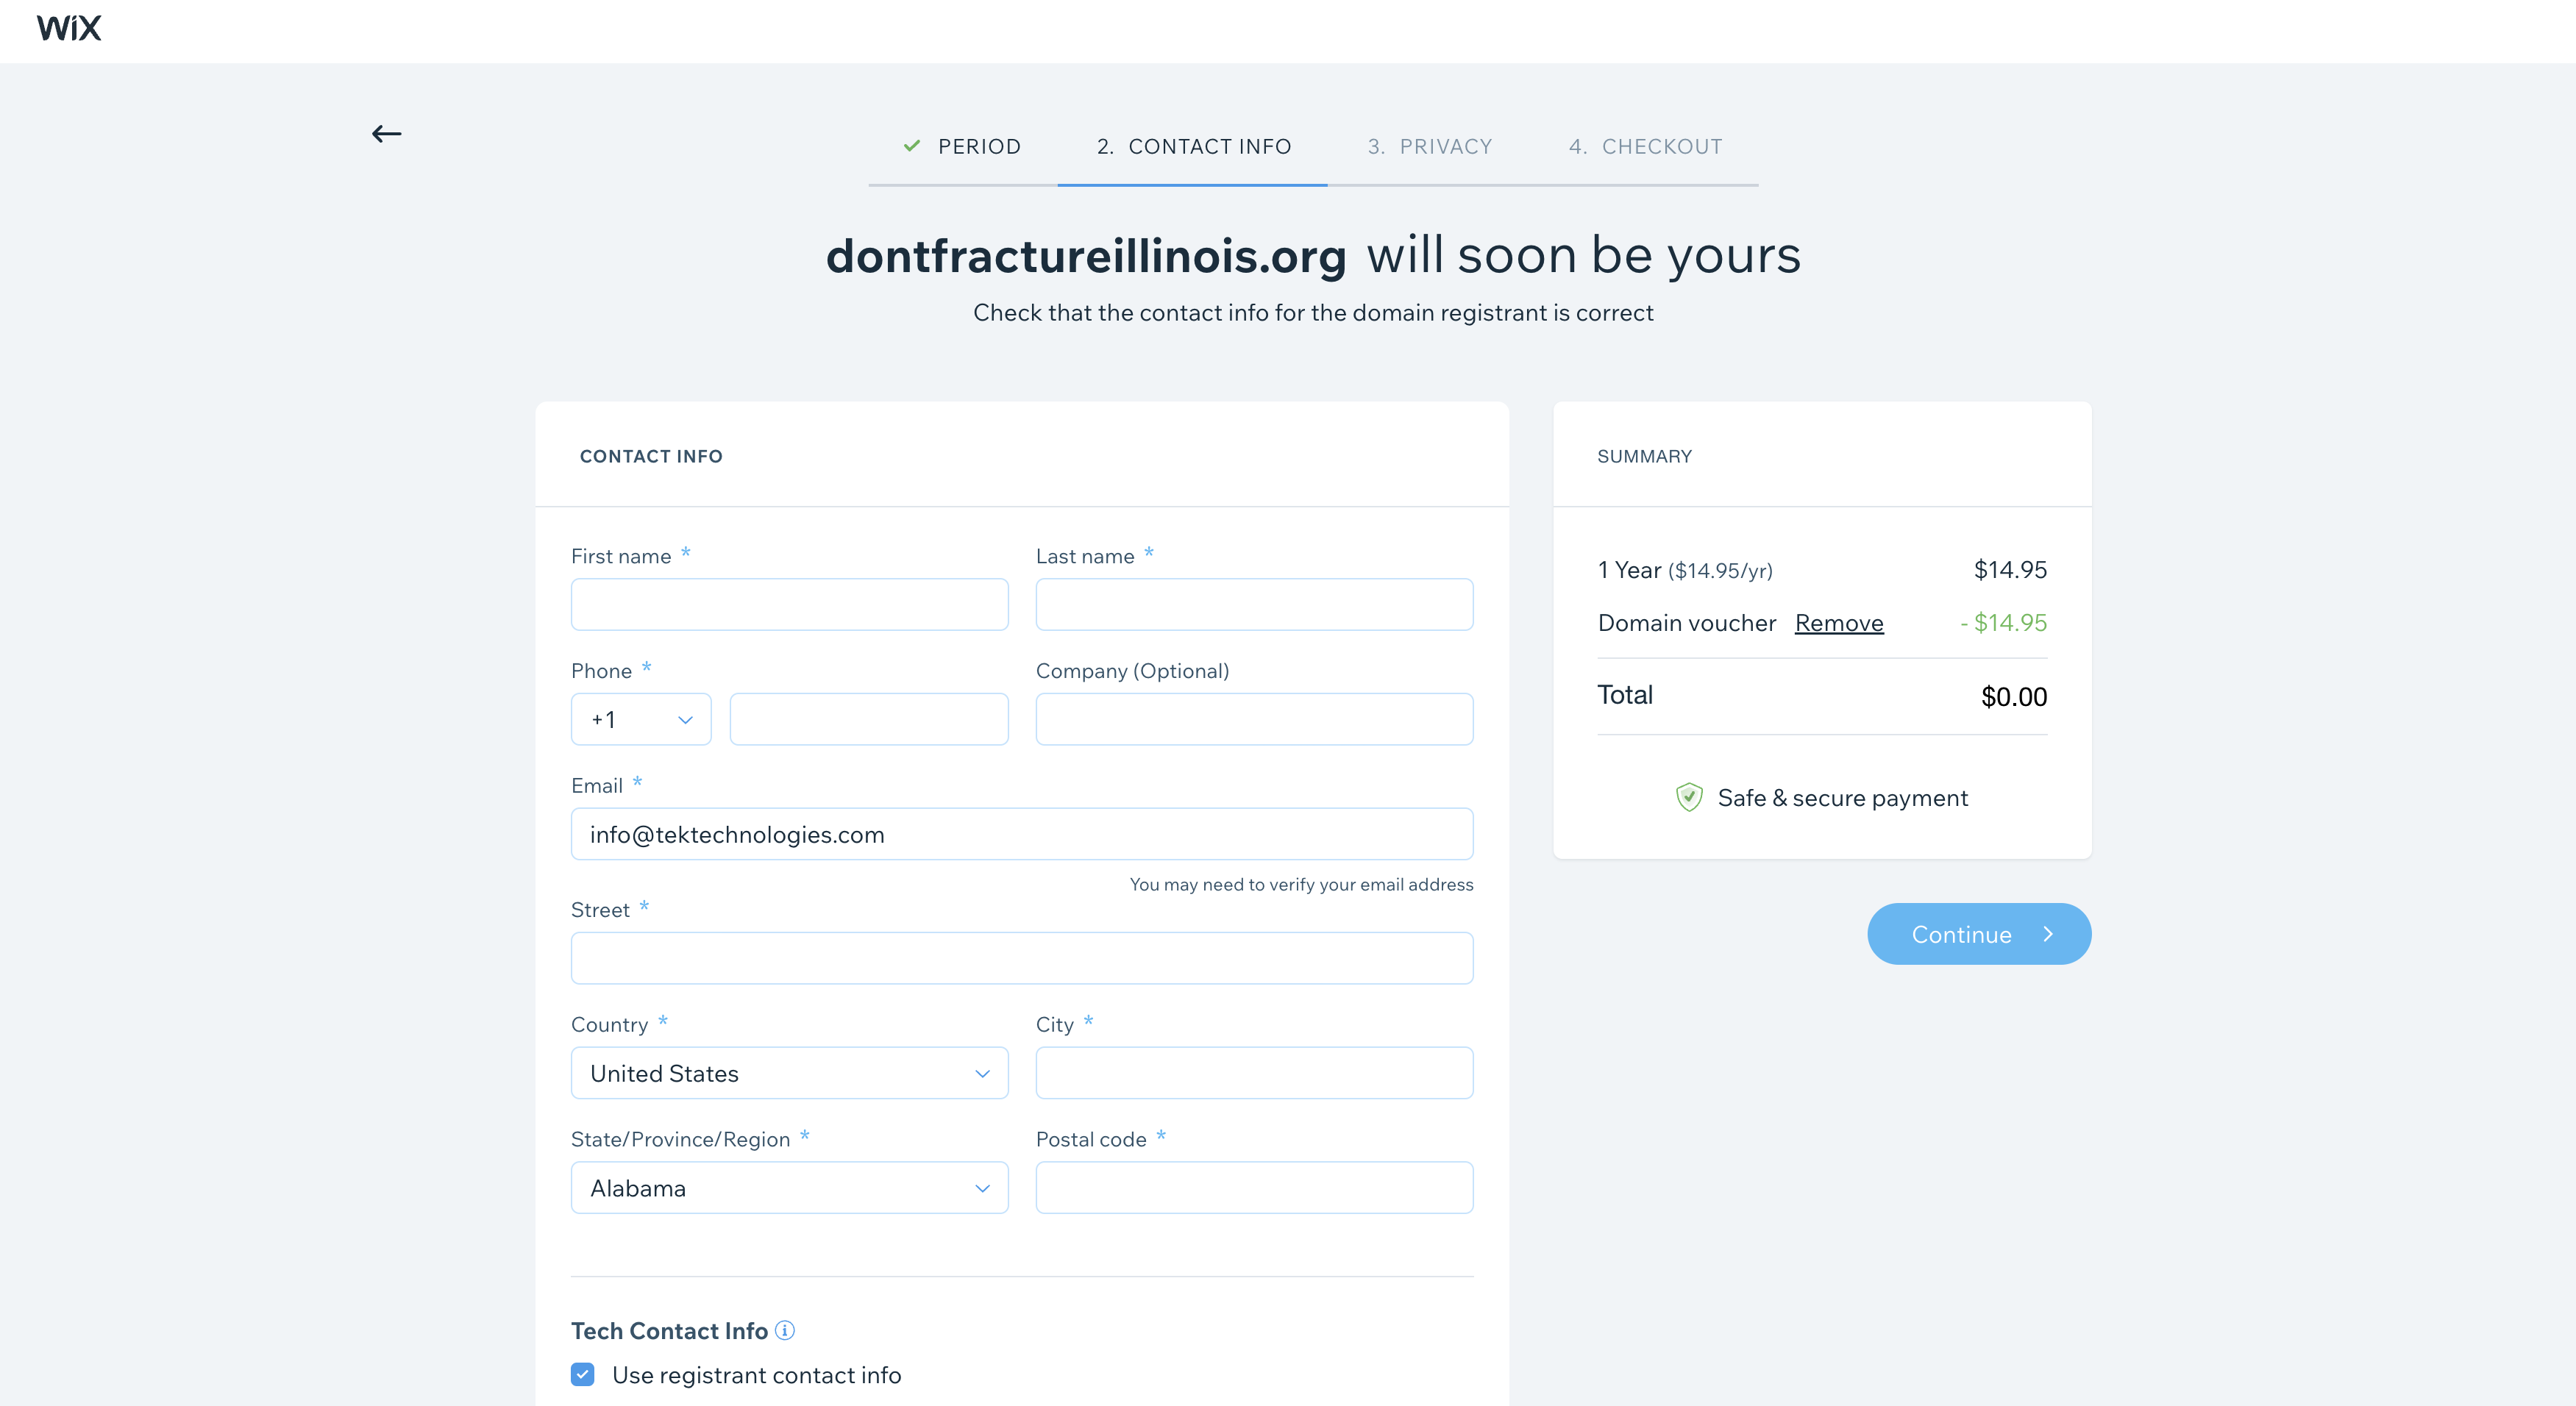 WiX
PERIOD
2. CONTACT INFO
3. PRIVACY
4. CHECKOUT
dontfractureillinois.org will soon be yours
Check that the contact info for the domain registrant is correct
CONTACT INFO
First name *
Last name *
Phone *
+1
Company (Optional)
Email *
info@tektechnologies.com
You may need to verify your email address
Street *
Country *
United States
City *
State/Province/Region *
Alabama
Postal code *
Tech Contact Info
Use registrant contact info
SUMMARY
1 Year ($14.95/yr) $14.95
Domain voucher Remove - $14.95
Total $0.00
Safe & secure payment
Continue